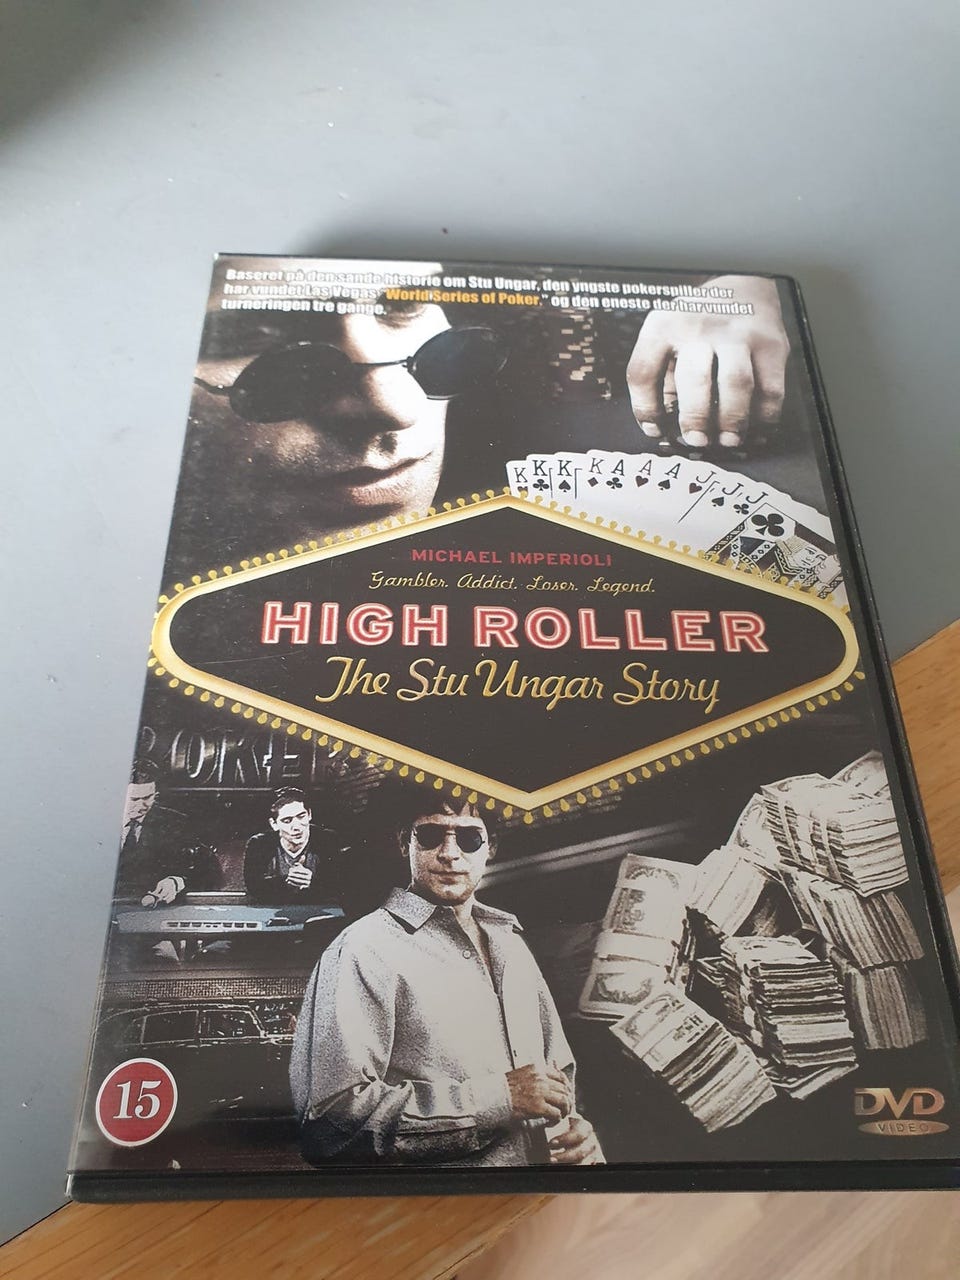 Baseret på den sande historie om Stu Ungar, den yngste pokerspiller der
har vundet Las Vegas "World Series of Poker," og den eneste der har vundet
turneringen tre gange.
K K K K A A A J J J
MICHAEL IMPERIOLI
Gambler. Addict. Loser. Legend.
HIGH ROLLER
The Stu Ungar Story
POKER
15
DVD
VIDEO